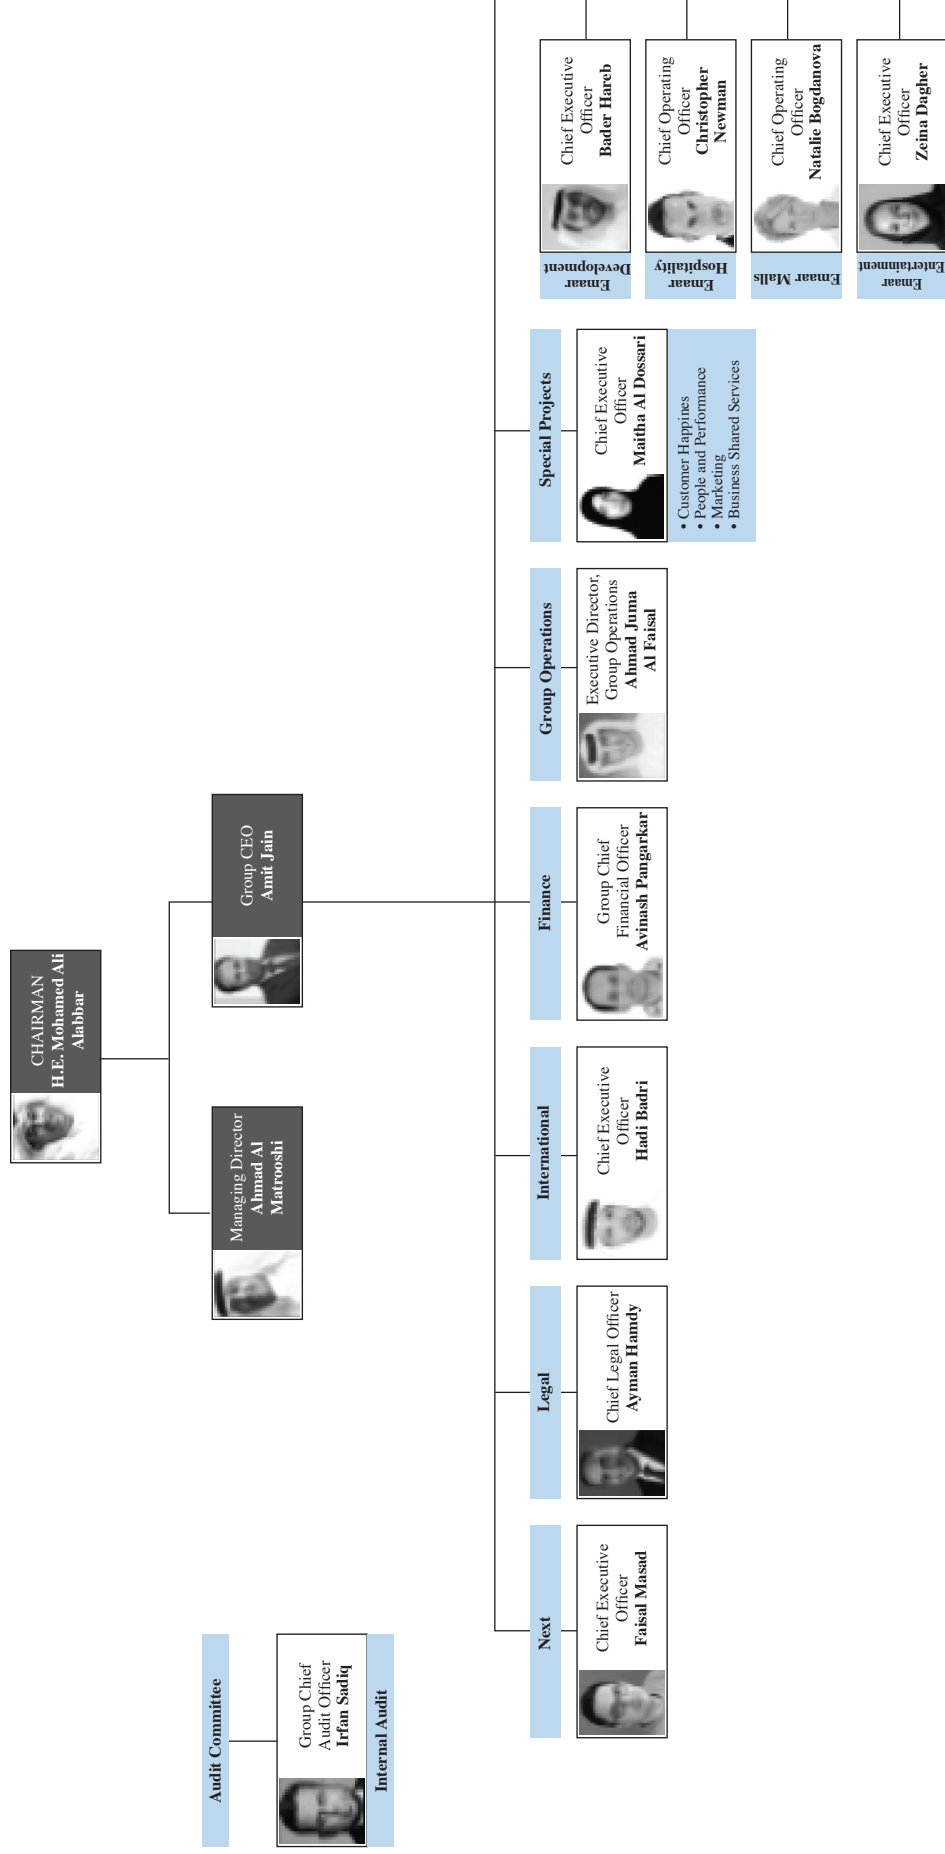 CHAIRMAN
H.E. Mohamed Ali
Alabbar
Managing Director
Ahmad Al
Matrooshi
Group CEO
Amit Jain
Audit Committee
Group Chief
Audit Officer
Irfan Sadiq
Internal Audit
Next
Chief Executive
Officer
Faisal Masad
Legal
Chief Legal Officer
Ayman Hamdy
International
Chief Executive
Officer
Hadi Badri
Finance
Group Chief
Financial Officer
Avinash Pangarkar
Group Operations
Executive Director,
Group Operations
Ahmad Juma
Al Faisal
Special Projects
Chief Executive
Officer
Maitha Al Dossari
• Customer Happines
• People and Performance
• Marketing
• Business Shared Services
Emaar
Development
Chief Executive
Officer
Bader Hareb
Emaar
Hospitality
Chief Operating
Officer
Christopher
Newman
Emaar Malls
Chief Operating
Officer
Natalie Bogdanova
Emaar
Entertainment
Chief Executive
Officer
Zeina Dagher